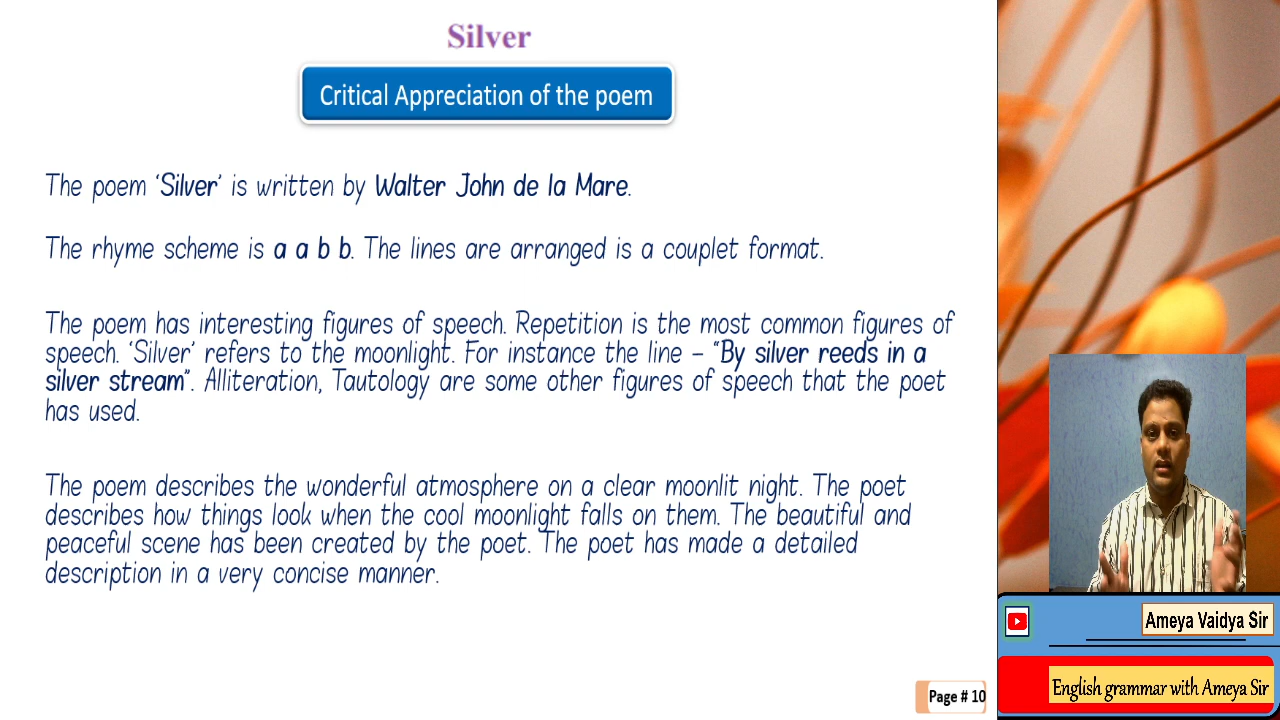 Silver
Critical Appreciation of the poem
The poem ‘Silver’ is written by Walter John de la Mare.
The rhyme scheme is a a b b. The lines are arranged is a couplet format.
The poem has interesting figures of speech. Repetition is the most common figures of
speech. ‘Silver’ refers to the moonlight. For instance the line – “By silver reeds in a
silver stream”. Alliteration, Tautology are some other figures of speech that the poet
has used.
The poem describes the wonderful atmosphere on a clear moonlit night. The poet
describes how things look when the cool moonlight falls on them. The beautiful and
peaceful scene has been created by the poet. The poet has made a detailed
description in a very concise manner.
Ameya Vaidya Sir
English grammar with Ameya Sir
Page # 10